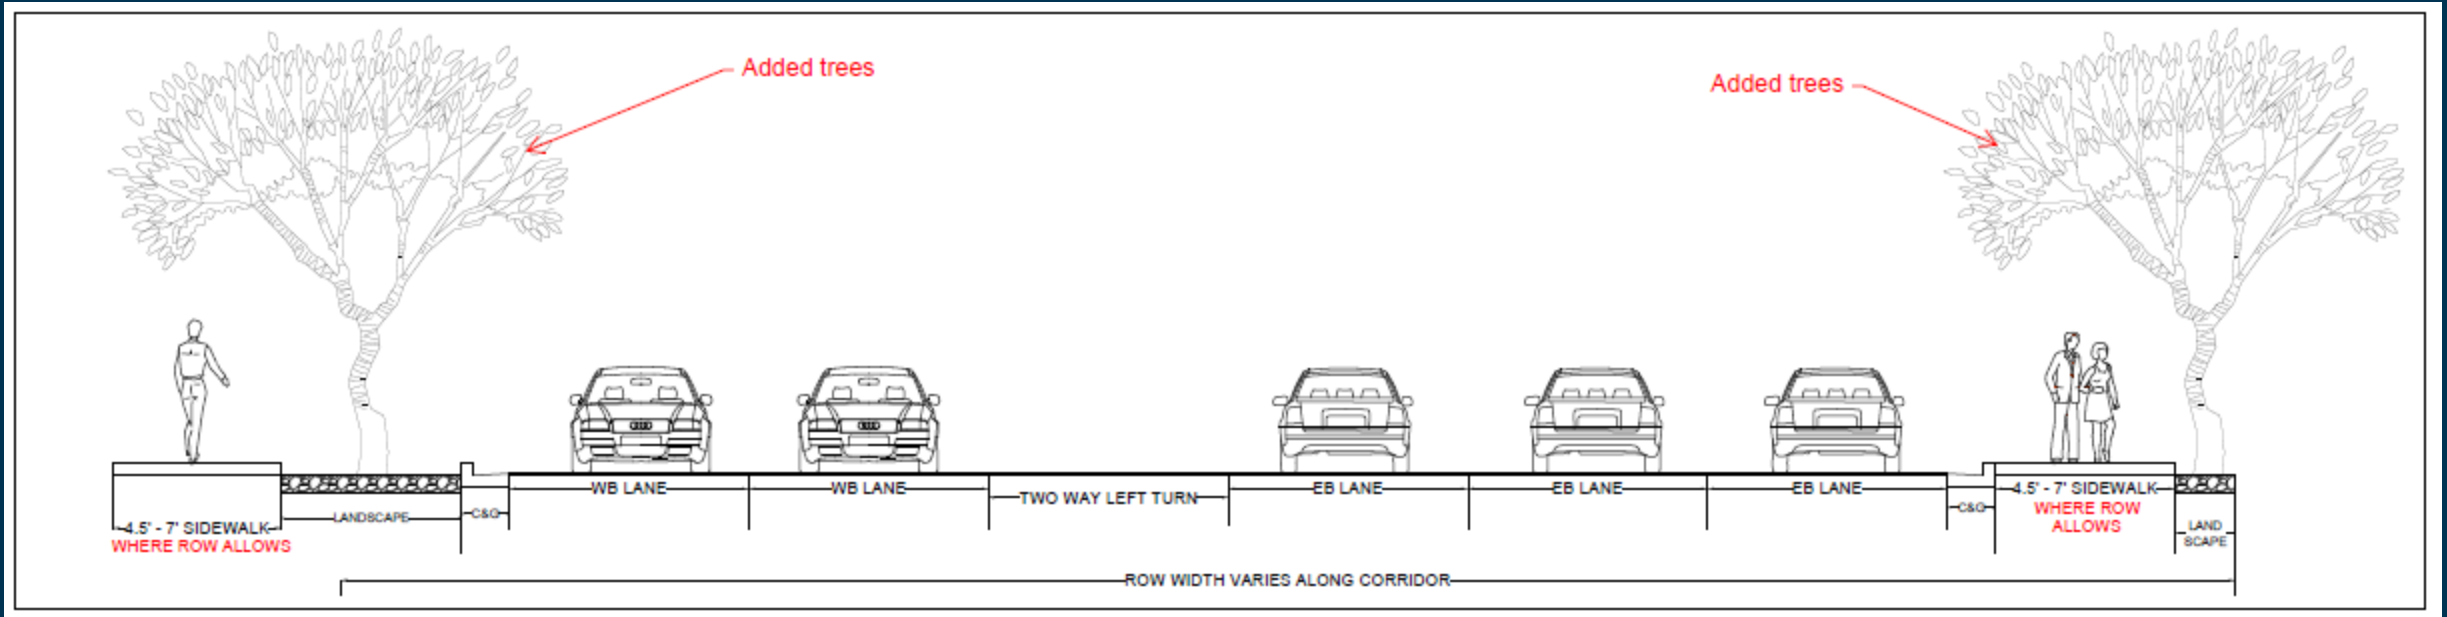 Added trees
Added trees
4.5' - 7' SIDEWALK
WHERE ROW ALLOWS
LANDSCAPE
C&G
WB LANE
WB LANE
TWO WAY LEFT TURN
EB LANE
EB LANE
EB LANE
C&G
4.5' - 7' SIDEWALK
WHERE ROW
ALLOWS
LAND
SCAPE
ROW WIDTH VARIES ALONG CORRIDOR